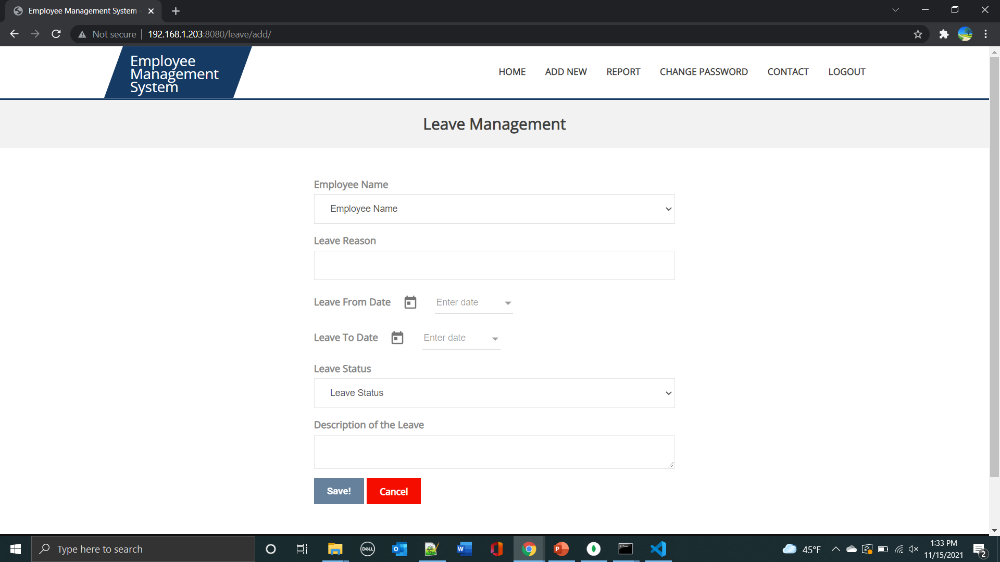 Employee Management System -
Not secure
192.168.1.203:8080/leave/add/
Employee
Management
System
HOME
ADD NEW
REPORT
CHANGE PASSWORD
CONTACT
LOGOUT
Leave Management
Employee Name
Employee Name
Leave Reason
Leave From Date
Enter date
Leave To Date
Enter date
Leave Status
Leave Status
Description of the Leave
Save!
Cancel
Type here to search
DELL
45°F
1:33 PM
11/15/2021
2